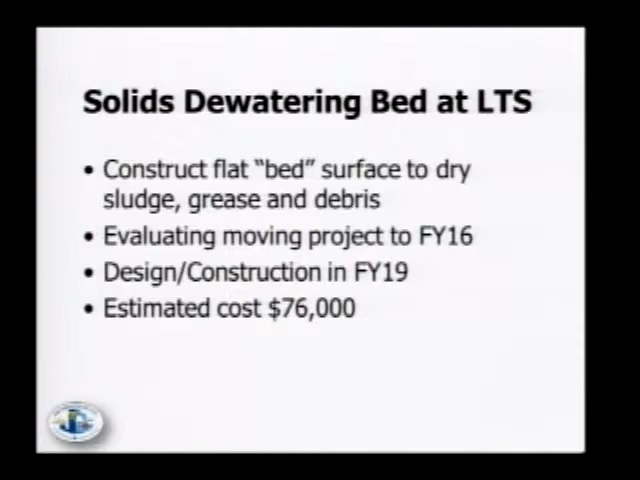 Solids Dewatering Bed at LTS
• Construct flat “bed” surface to dry
sludge, grease and debris
• Evaluating moving project to FY16
• Design/Construction in FY19
• Estimated cost $76,000